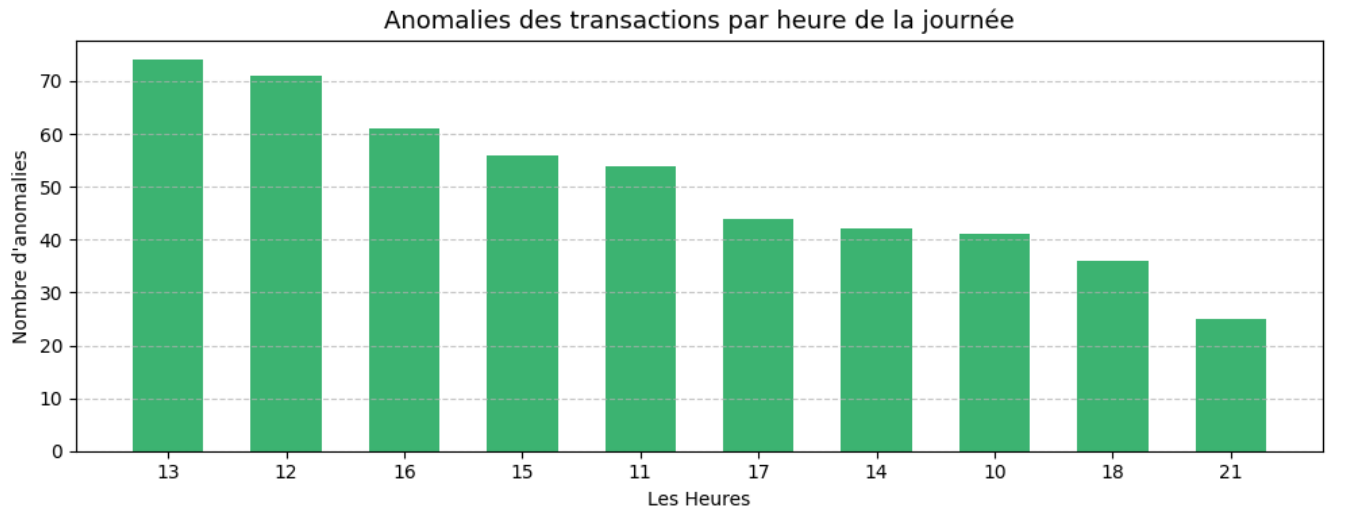 Anomalies des transactions par heure de la journée
Nombre d'anomalies
70
60
50
40
30
20
10
0
13 12 16 15 11 17 14 10 18 21
Les Heures